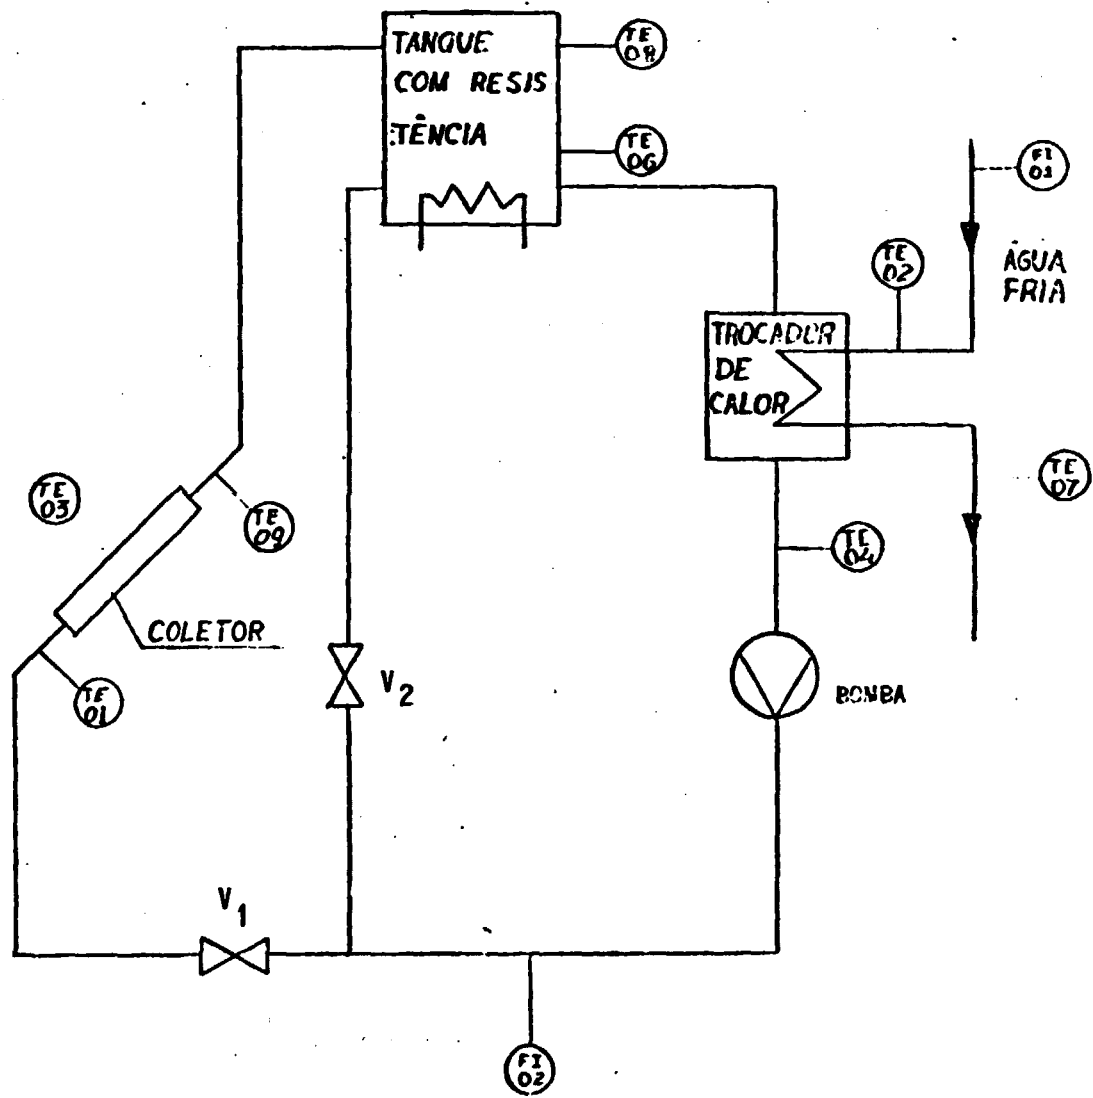 TANQUE
COM RESIS
TÊNCIA
TE
08
TE
06
FI
01
TE
02
ÁGUA
FRIA
TROCADOR
DE
CALOR
TE
03
TE
09
TE
07
TE
04
COLETOR
TE
01
V2
BOMBA
V1
FI
02